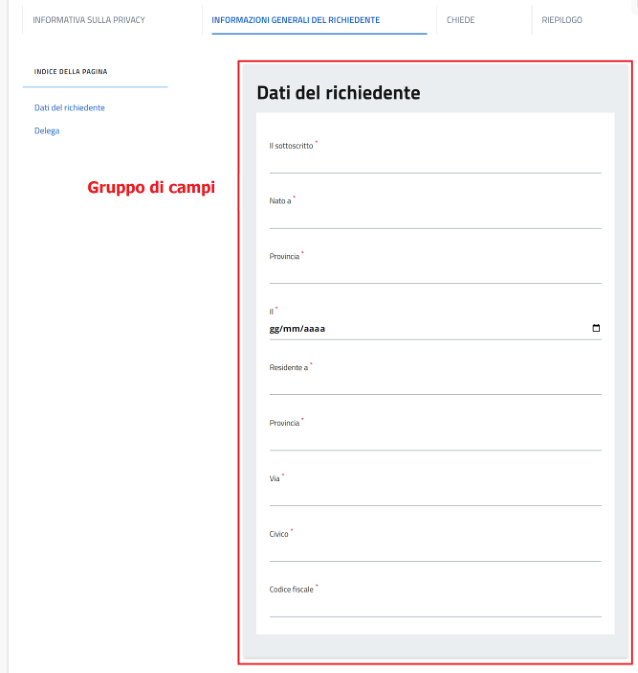 INFORMATIVA SULLA PRIVACY
INFORMAZIONI GENERALI DEL RICHIEDENTE
CHIEDE
RIEPILOGO
INDICE DELLA PAGINA
Dati del richiedente
Delega
Gruppo di campi
Dati del richiedente
Il sottoscritto *
Nato a *
Provincia *
Il *
gg/mm/aaaa
Residente a *
Provincia *
Via *
Civico *
Codice fiscale *